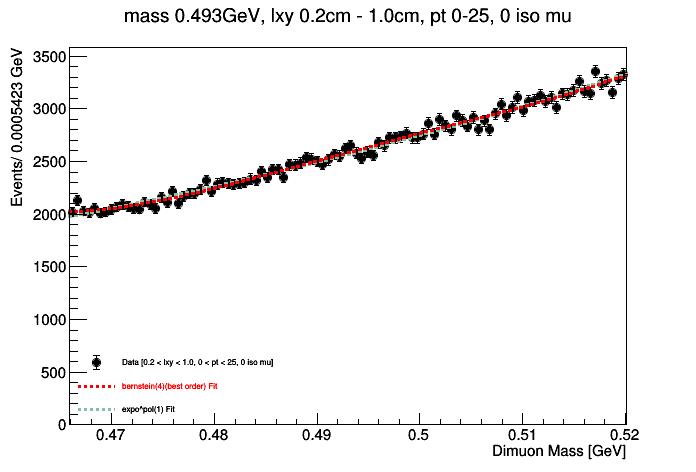 mass 0.493GeV, lxy 0.2cm - 1.0cm, pt 0-25, 0 iso mu
Events/ 0.0005423 GeV
3500
3000
2500
2000
1500
1000
500
0
Data [0.2 < lxy < 1.0, 0 < pt < 25, 0 iso mu]
bernstein(4)(best order) Fit
expo^pol(1) Fit
0.47 0.48 0.49 0.5 0.51 0.52
Dimuon Mass [GeV]